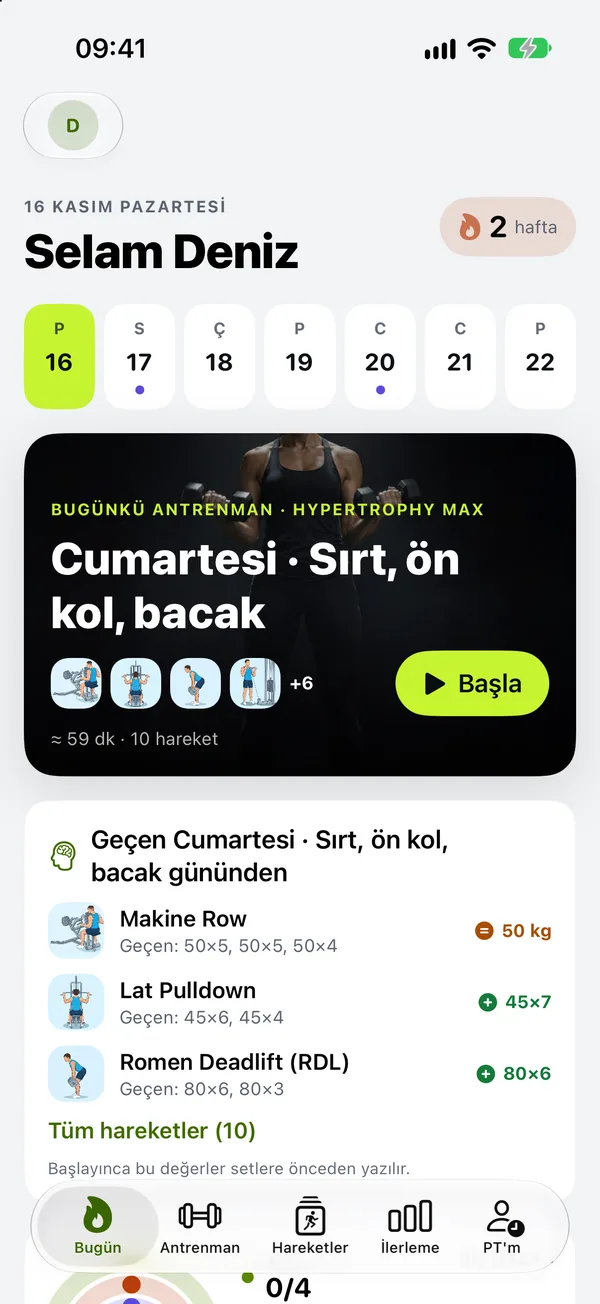 09:41
D
16 KASIM PAZARTESİ
Selam Deniz
2 hafta
P S Ç P C C P
16 17 18 19 20 21 22
BUGÜNKÜ ANTRENMAN · HYPERTROPHY MAX
Cumartesi · Sırt, ön
kol, bacak
+6
Başla
≈ 59 dk · 10 hareket
Geçen Cumartesi · Sırt, ön kol,
bacak gününden
Makine Row
Geçen: 50×5, 50×5, 50×4
50 kg
Lat Pulldown
Geçen: 45×6, 45×4
45×7
Romen Deadlift (RDL)
Geçen: 80×6, 80×3
80×6
Tüm hareketler (10)
Başlayınca bu değerler setlere önceden yazılır.
Bugün Antrenman Hareketler İlerleme PT'm
0/4